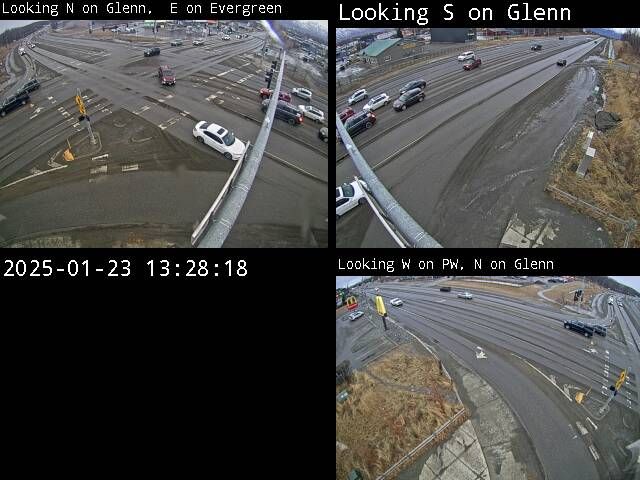 Looking N on Glenn,  E on Evergreen
Looking S on Glenn
2025-01-23 13:28:18
Looking W on PW, N on Glenn